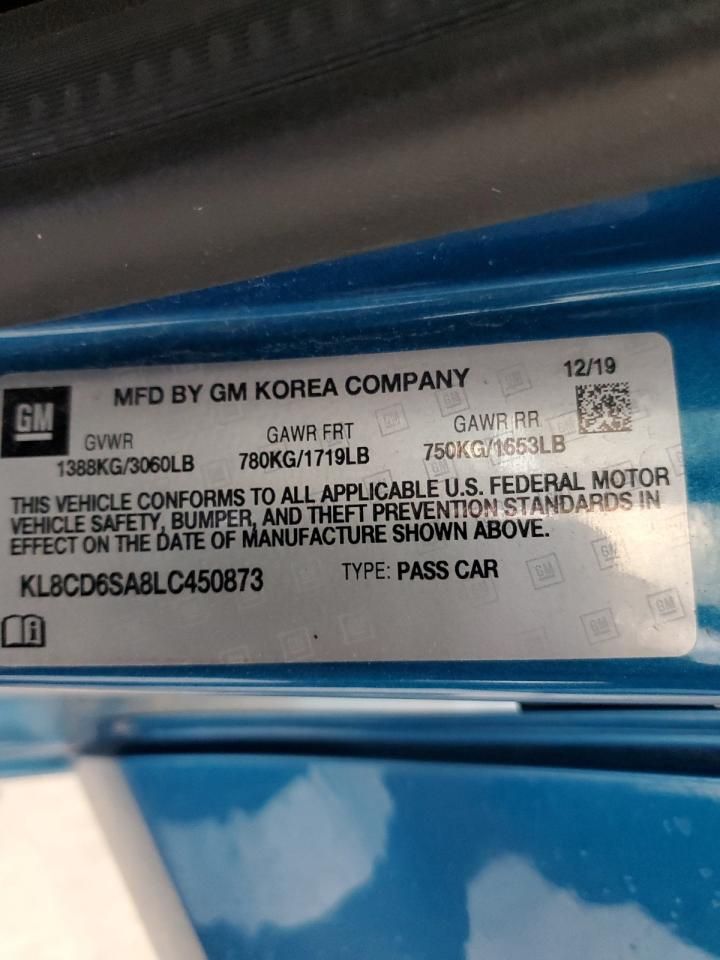 GM
MFD BY GM KOREA COMPANY
12/19
GVWR GAWR FRT GAWR RR
1388KG/3060LB 780KG/1719LB 750KG/1653LB
THIS VEHICLE CONFORMS TO ALL APPLICABLE U.S. FEDERAL MOTOR
VEHICLE SAFETY, BUMPER, AND THEFT PREVENTION STANDARDS IN
EFFECT ON THE DATE OF MANUFACTURE SHOWN ABOVE.
KL8CD6SA8LC450873 TYPE: PASS CAR